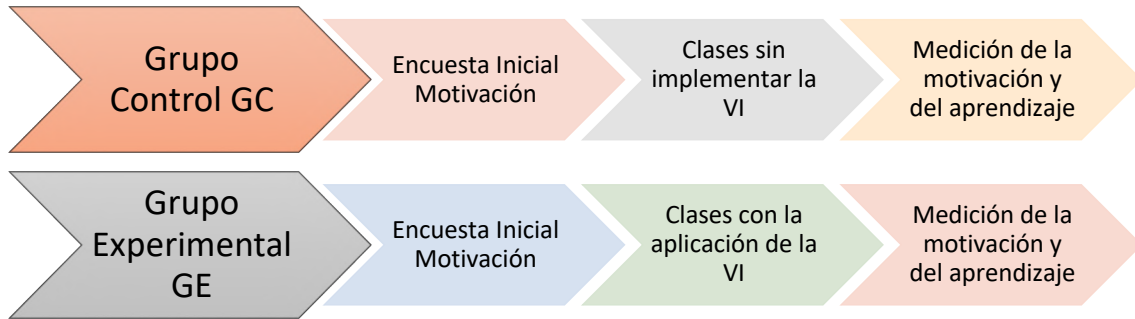 Grupo
Control GC
Encuesta Inicial
Motivación
Clases sin
implementar la
VI
Medición de la
motivación y
del aprendizaje
Grupo
Experimental
GE
Encuesta Inicial
Motivación
Clases con la
aplicación de la
VI
Medición de la
motivación y
del aprendizaje